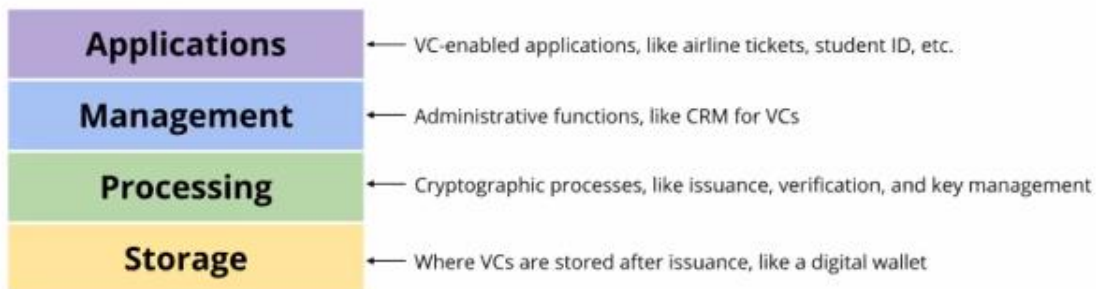 Applications
VC-enabled applications, like airline tickets, student ID, etc.
Management
Administrative functions, like CRM for VCs
Processing
Cryptographic processes, like issuance, verification, and key management
Storage
Where VCs are stored after issuance, like a digital wallet